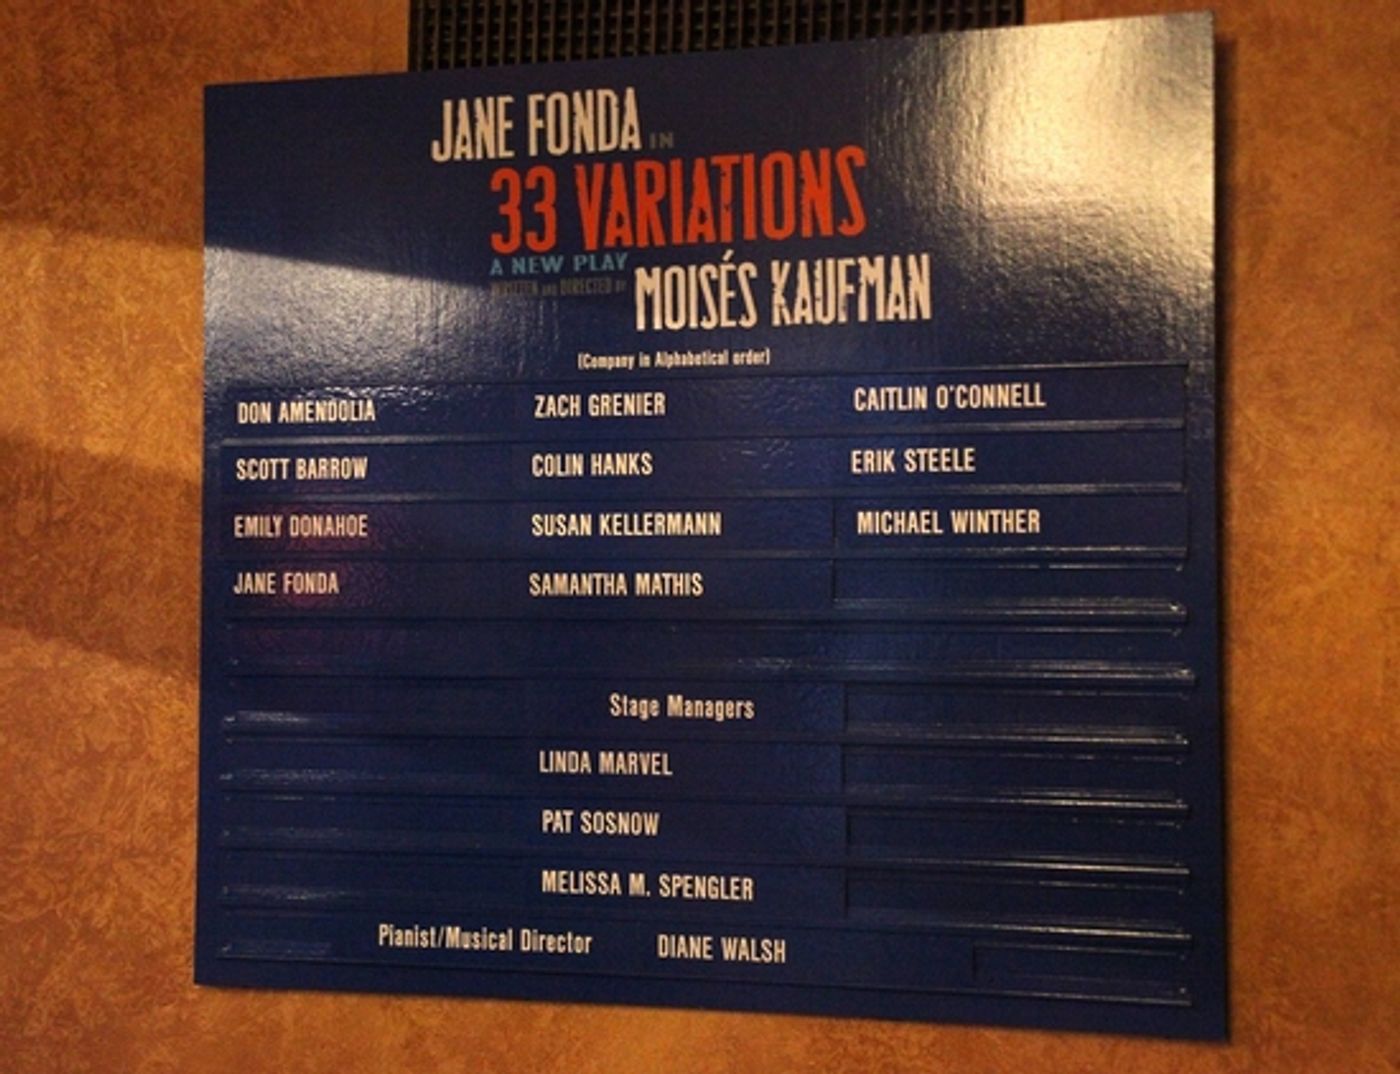 JANE FONDA IN
33 VARIATIONS
A NEW PLAY
WRITTEN AND DIRECTED BY MOISÉS KAUFMAN
(Company in Alphabetical order)
DON AMENDOLIA ZACH GRENIER CAITLIN O'CONNELL
SCOTT BARROW COLIN HANKS ERIK STEELE
EMILY DONAHOE SUSAN KELLERMANN MICHAEL WINTHER
JANE FONDA SAMANTHA MATHIS
Stage Managers
LINDA MARVEL
PAT SOSNOW
MELISSA M. SPENGLER
Pianist/Musical Director DIANE WALSH